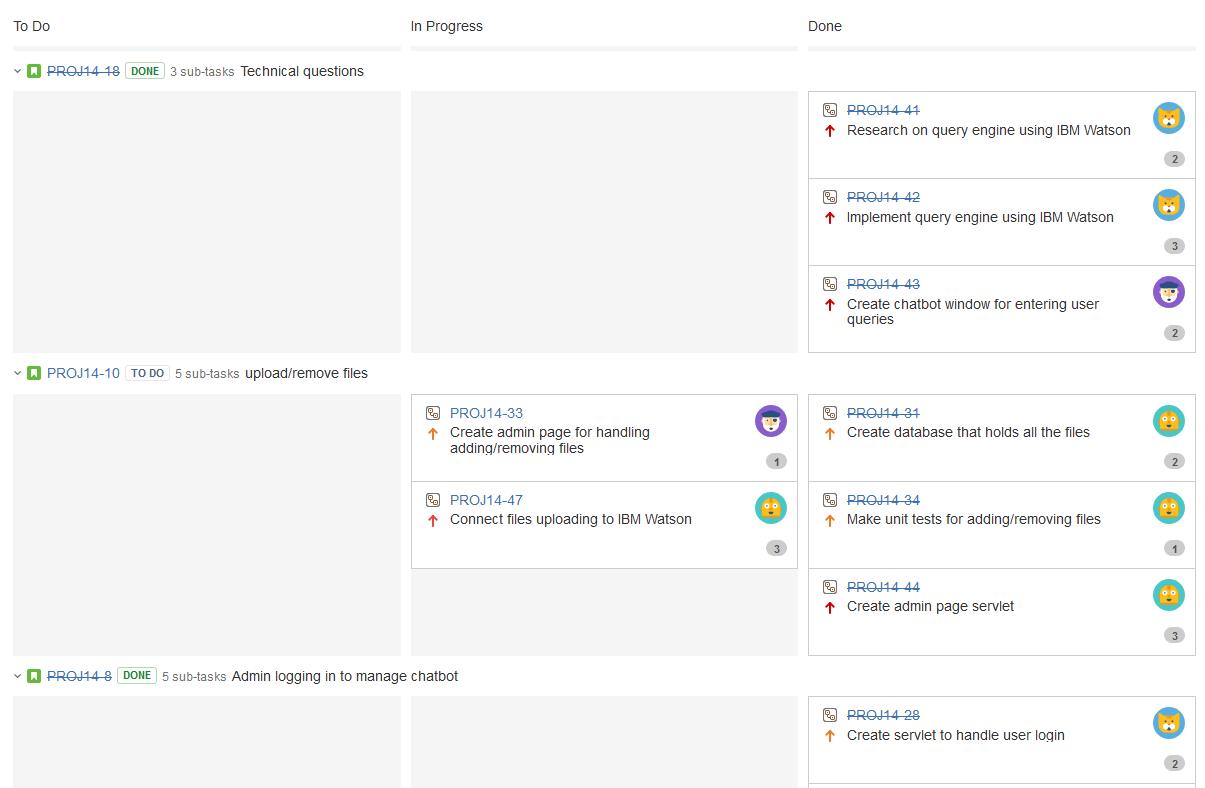 To Do In Progress Done
PROJ14-18 DONE 3 sub-tasks Technical questions
PROJ14-41
Research on query engine using IBM Watson
2
PROJ14-42
Implement query engine using IBM Watson
3
PROJ14-43
Create chatbot window for entering user
queries
2
PROJ14-10 TO DO 5 sub-tasks upload/remove files
PROJ14-33
Create admin page for handling
adding/removing files
1
PROJ14-47
Connect files uploading to IBM Watson
3
PROJ14-31
Create database that holds all the files
2
PROJ14-34
Make unit tests for adding/removing files
1
PROJ14-44
Create admin page servlet
3
PROJ14-8 DONE 5 sub-tasks Admin logging in to manage chatbot
PROJ14-28
Create servlet to handle user login
2